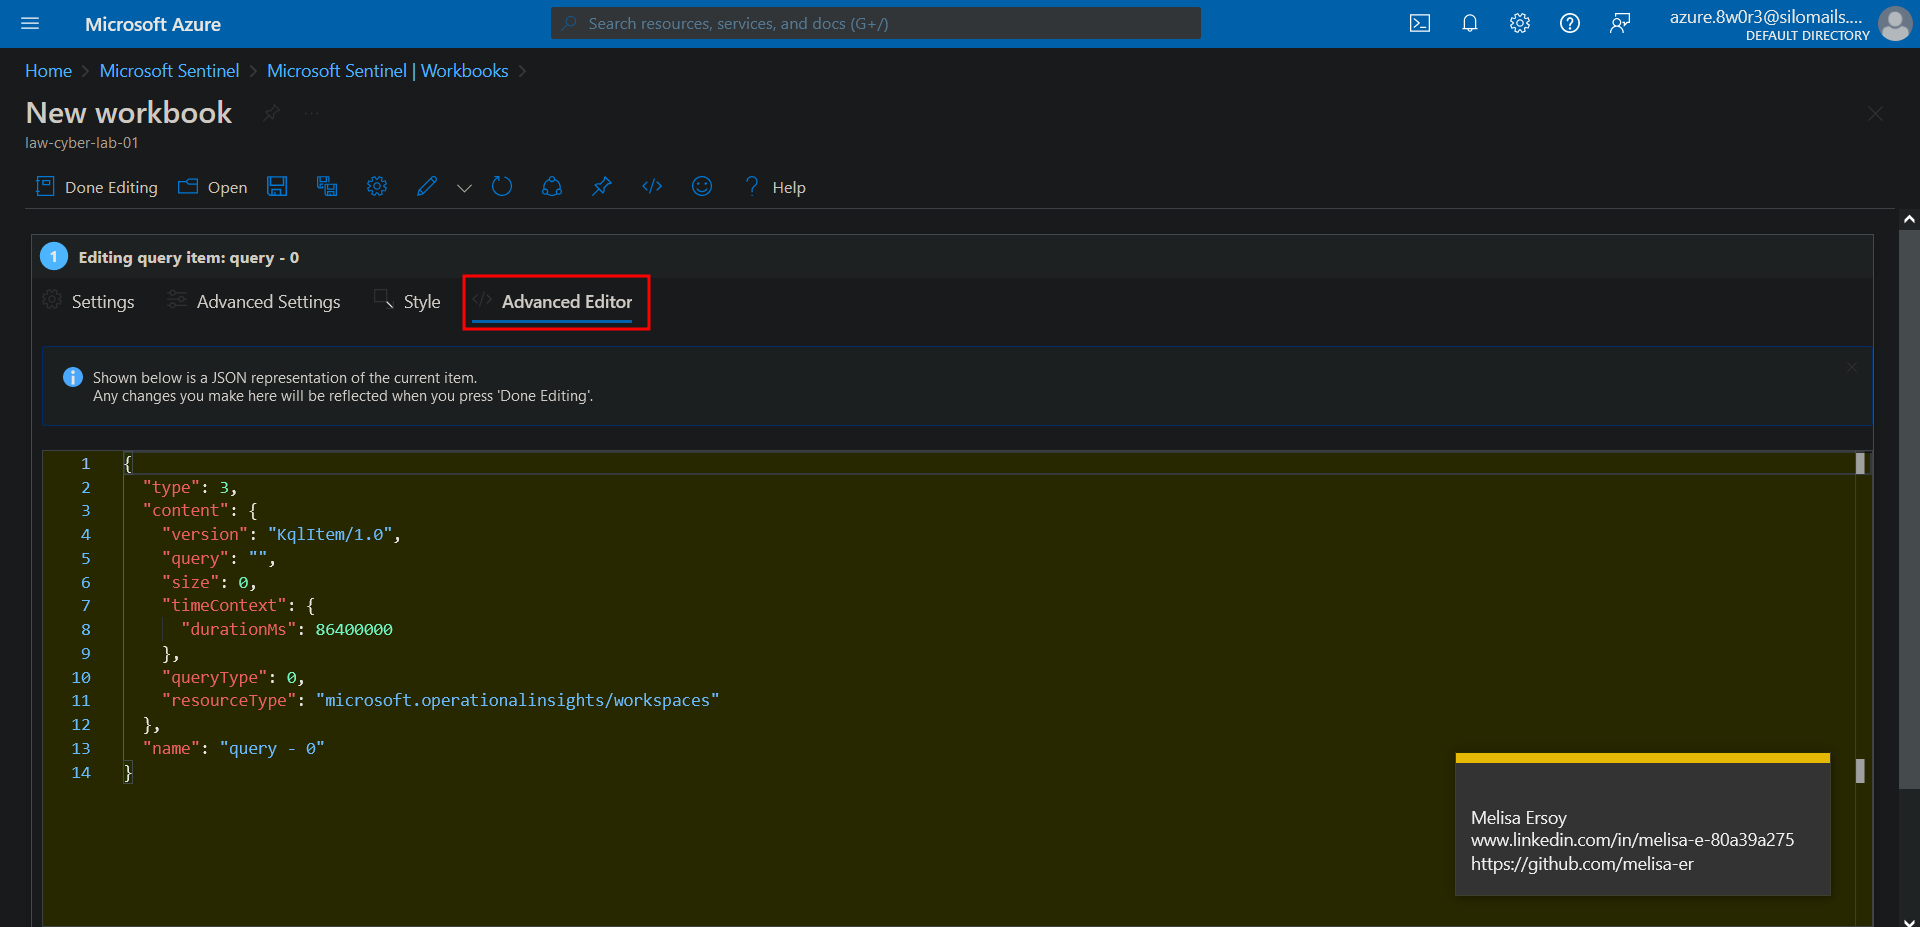 Microsoft Azure
Search resources, services, and docs (G+/)
azure.8w0r3@silomails....
DEFAULT DIRECTORY
Home > Microsoft Sentinel > Microsoft Sentinel | Workbooks >
New workbook
...
law-cyber-lab-01
Done Editing
Open
? Help
1 Editing query item: query - 0
Settings
Advanced Settings
Style
</> Advanced Editor
Shown below is a JSON representation of the current item.
Any changes you make here will be reflected when you press 'Done Editing'.
1 {
2 "type": 3,
3 "content": {
4 "version": "KqlItem/1.0",
5 "query": "",
6 "size": 0,
7 "timeContext": {
8 "durationMs": 86400000
9 },
10 "queryType": 0,
11 "resourceType": "microsoft.operationalinsights/workspaces"
12 },
13 "name": "query - 0"
14 }
Melisa Ersoy
www.linkedin.com/in/melisa-e-80a39a275
https://github.com/melisa-er